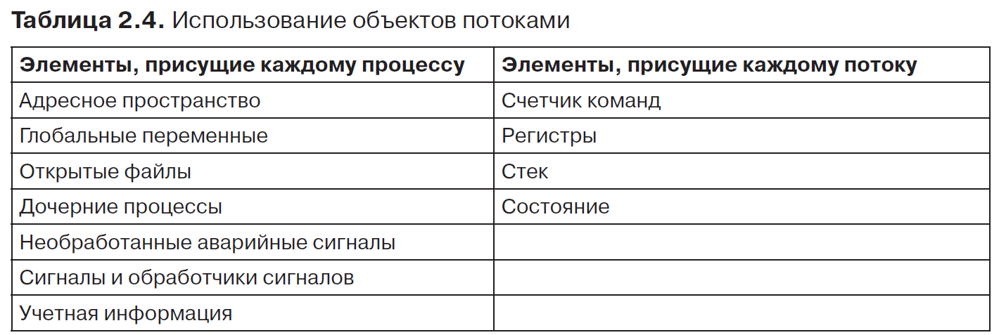 Таблица 2.4. Использование объектов потоками
Элементы, присущие каждому процессу Элементы, присущие каждому потоку
Адресное пространство Счетчик команд
Глобальные переменные Регистры
Открытые файлы Стек
Дочерние процессы Состояние
Необработанные аварийные сигналы
Сигналы и обработчики сигналов
Учетная информация